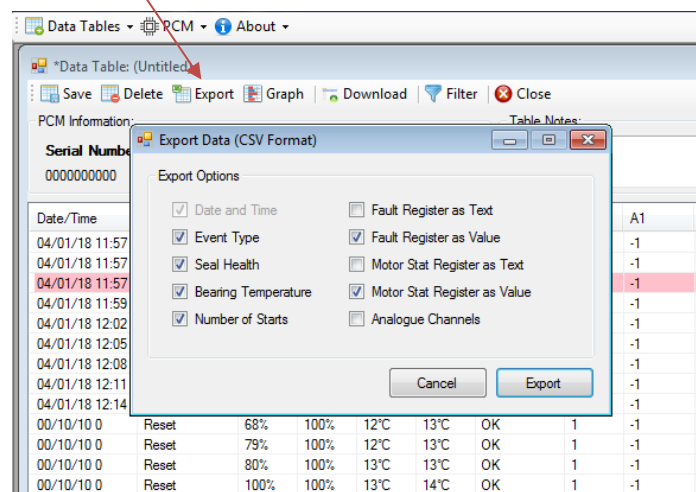 Data Tables PCM About
*Data Table: (Untitled
Save Delete Export Graph Download Filter Close
PCM Information: Table Notes:
Serial Numbe
0000000000
Export Data (CSV Format)
Export Options
Date and Time Fault Register as Text
Event Type Fault Register as Value
Seal Health Motor Stat Register as Text
Bearing Temperature Motor Stat Register as Value
Number of Starts Analogue Channels
Cancel Export
Date/Time A1
04/01/18 11:57 -1
04/01/18 11:57 -1
04/01/18 11:57 -1
04/01/18 11:59 -1
04/01/18 12:02 -1
04/01/18 12:05 -1
04/01/18 12:08 -1
04/01/18 12:11 -1
04/01/18 12:14 -1
00/10/10 0 Reset 68% 100% 12°C 13°C OK 1 -1
00/10/10 0 Reset 79% 100% 12°C 13°C OK 1 -1
00/10/10 0 Reset 80% 100% 13°C 13°C OK 1 -1
00/10/10 0 Reset 100% 100% 13°C 14°C OK 1 -1